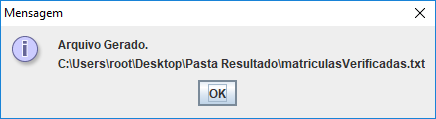 Mensagem
Arquivo Gerado.
C:\Users\root\Desktop\Pasta Resultado\matriculasVerificadas.txt
OK